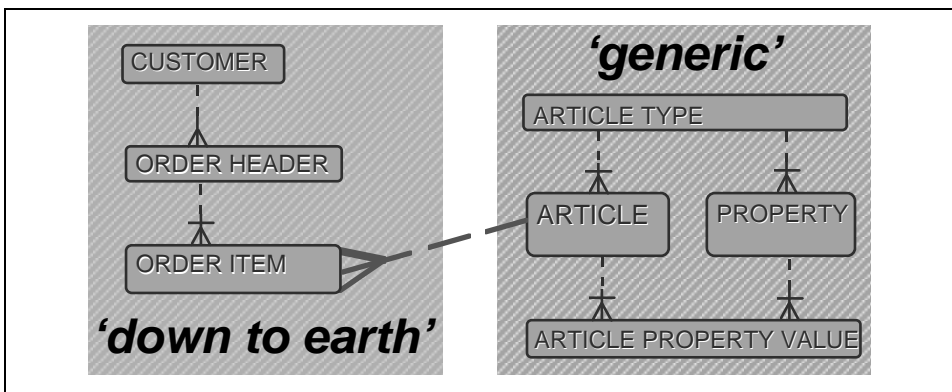 CUSTOMER
ORDER HEADER
ORDER ITEM
‘down to earth’
‘generic’
ARTICLE TYPE
ARTICLE
PROPERTY
ARTICLE PROPERTY VALUE